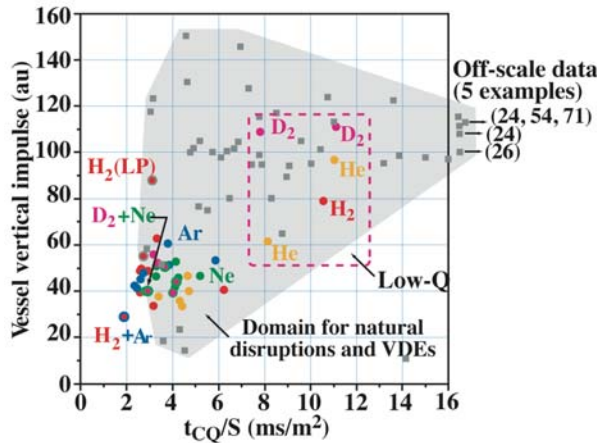 160
140
120
100
80
60
40
20
0
Vessel vertical impulse (au)
Off-scale data
(5 examples)
(24, 54, 71)
(24)
(26)
D₂
D₂
He
H₂(LP)
H₂
D₂+Ne
Ar
He
Ne
Low-Q
H₂+Ar
Domain for natural
disruptions and VDEs
0 2 4 6 8 10 12 14 16
t_CQ/S (ms/m²)